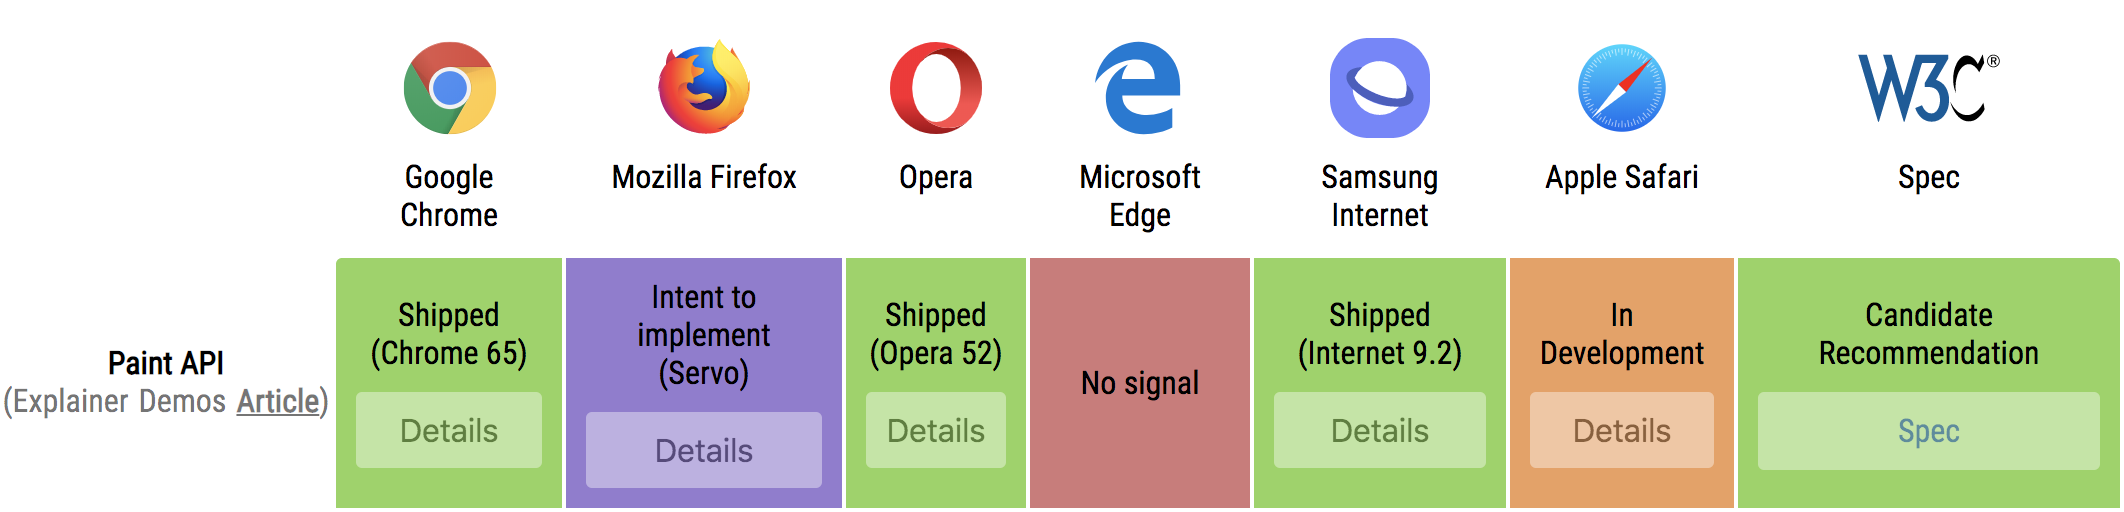 W3C®
Google
Chrome
Mozilla Firefox
Opera
Microsoft
Edge
Samsung
Internet
Apple Safari
Spec
Paint API
(Explainer Demos Article)
Shipped
(Chrome 65)
Details
Intent to
implement
(Servo)
Details
Shipped
(Opera 52)
Details
No signal
Shipped
(Internet 9.2)
Details
In
Development
Details
Candidate
Recommendation
Spec